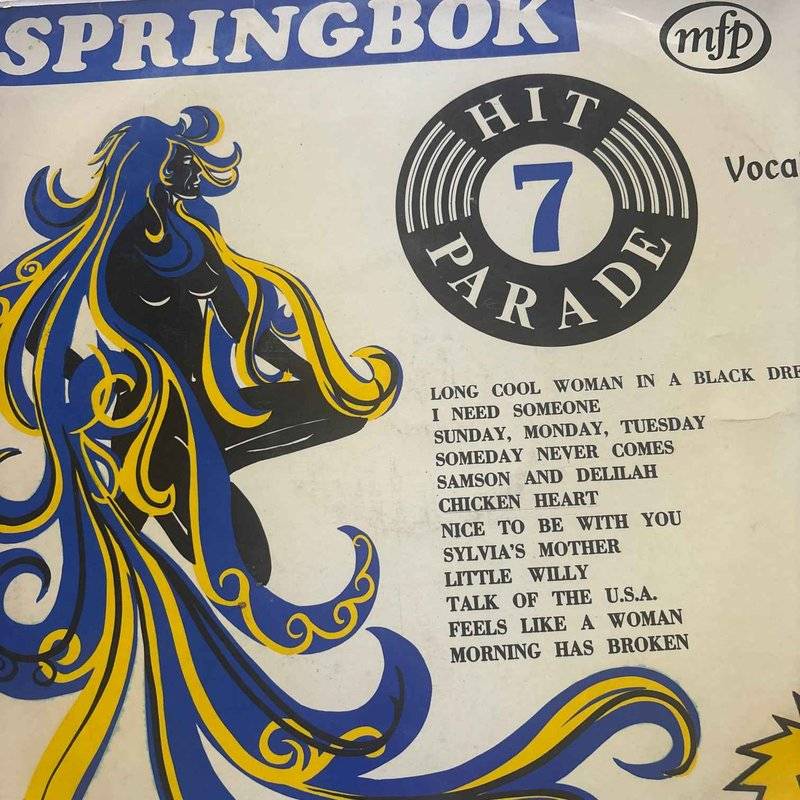 SPRINGBOK
mfp
HIT
7
PARADE
Voca
LONG COOL WOMAN IN A BLACK DRE
I NEED SOMEONE
SUNDAY, MONDAY, TUESDAY
SOMEDAY NEVER COMES
SAMSON AND DELILAH
CHICKEN HEART
NICE TO BE WITH YOU
SYLVIA'S MOTHER
LITTLE WILLY
TALK OF THE U.S.A.
FEELS LIKE A WOMAN
MORNING HAS BROKEN